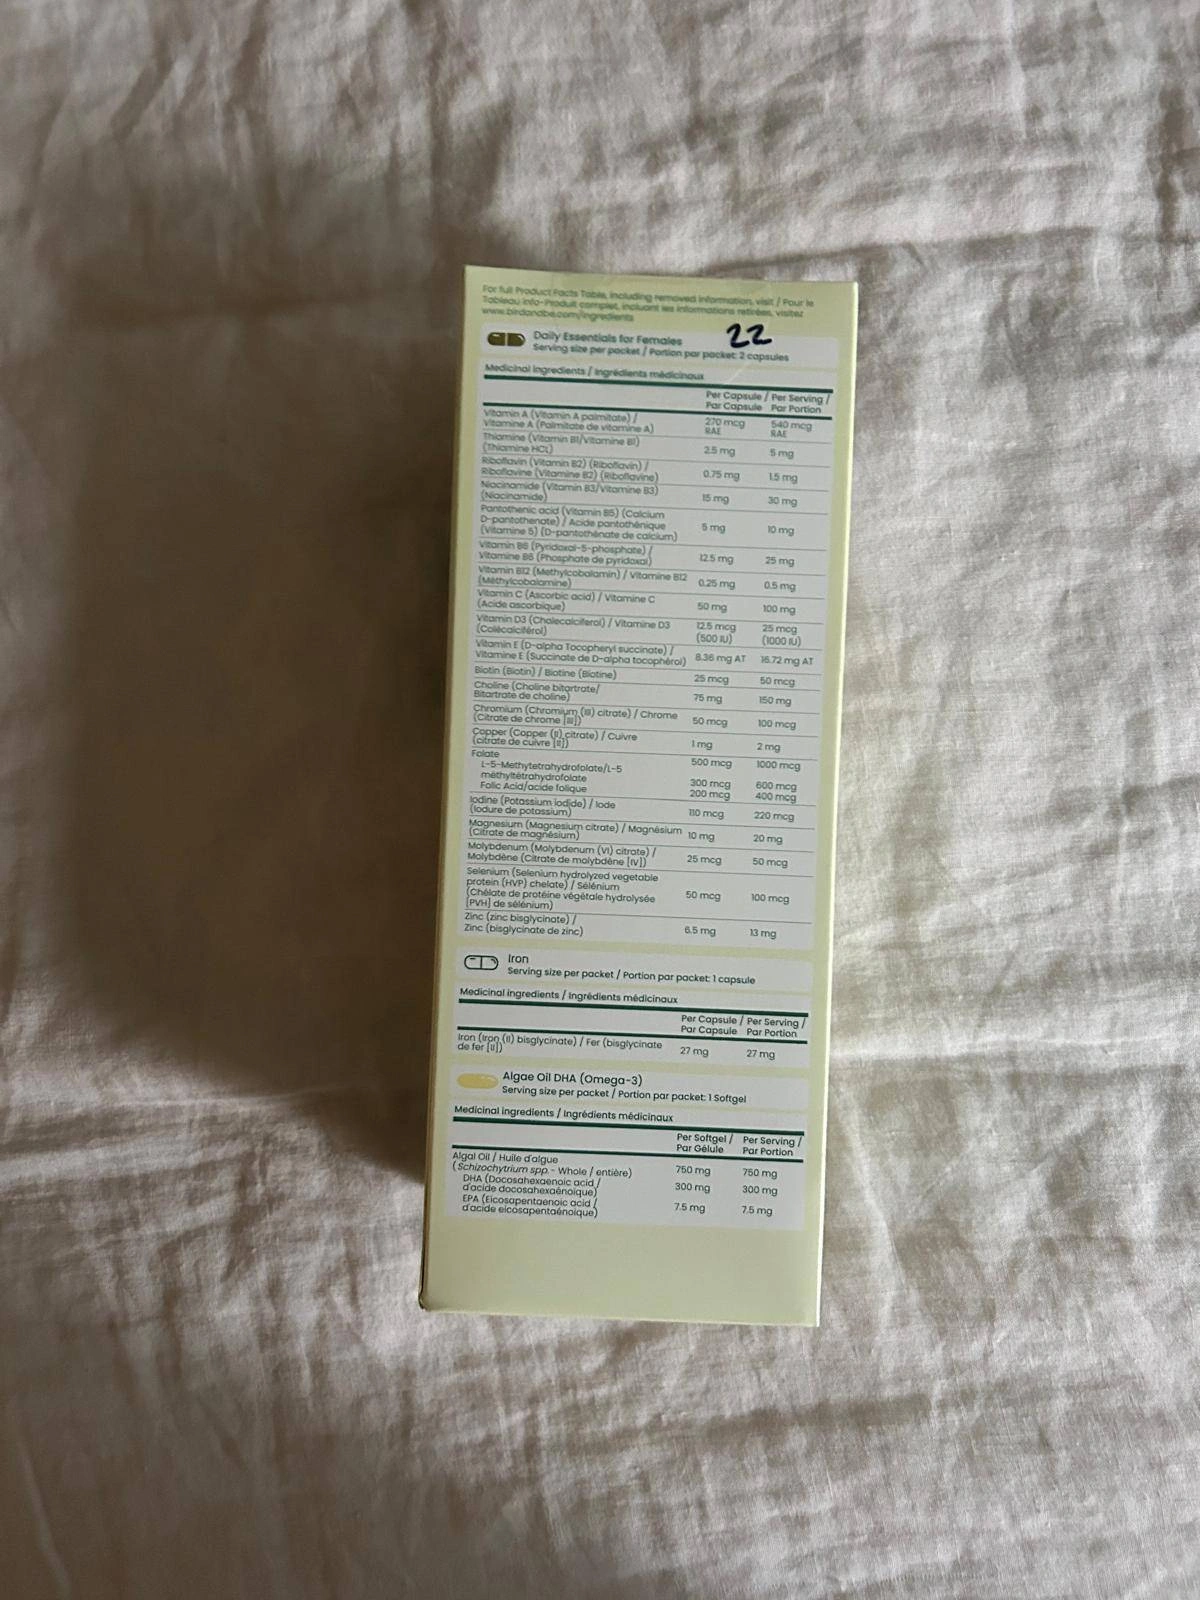 For full Product Facts Table, including removed information, visit / Pour le
Tableau info-Produit complet, incluant les informations retirées, visitez
www.birdandbe.com/ingredients
22
Daily Essentials for Females
Serving size per packet / Portion par packet: 2 capsules
Medicinal ingredients / Ingrédients médicinaux
Per Capsule / Per Serving /
Par Capsule Par Portion
Vitamin A (Vitamin A palmitate) /
Vitamine A (Palmitate de vitamine A) 270 mcg RAE 540 mcg RAE
Thiamine (Vitamin B1/Vitamine B1)
(Thiamine HCL) 2.5 mg 5 mg
Riboflavin (Vitamin B2) (Riboflavin) /
Riboflavine (Vitamine B2) (Riboflavine) 0.75 mg 1.5 mg
Niacinamide (Vitamin B3/Vitamine B3)
(Niacinamide) 15 mg 30 mg
Pantothenic acid (Vitamin B5) (Calcium
D-pantothenate) / Acide pantothénique 5 mg 10 mg
(Vitamine 5) (D-pantothénate de calcium)
Vitamin B6 (Pyridoxal-5-phosphate) /
Vitamine B6 (Phosphate de pyridoxal) 12.5 mg 25 mg
Vitamin B12 (Methylcobalamin) / Vitamine B12
(Méthylcobalamine) 0.25 mg 0.5 mg
Vitamin C (Ascorbic acid) / Vitamine C
(Acide ascorbique) 50 mg 100 mg
Vitamin D3 (Cholecalciferol) / Vitamine D3 12.5 mcg 25 mcg
(Colécalciférol) (500 IU) (1000 IU)
Vitamin E (D-alpha Tocopheryl succinate) /
Vitamine E (Succinate de D-alpha tocophérol) 8.36 mg AT 16.72 mg AT
Biotin (Biotin) / Biotine (Biotine) 25 mcg 50 mcg
Choline (Choline bitartrate/
Bitartrate de choline) 75 mg 150 mg
Chromium (Chromium (III) citrate) / Chrome
(Citrate de chrome [III]) 50 mcg 100 mcg
Copper (Copper (II) citrate) / Cuivre
(citrate de cuivre [II]) 1 mg 2 mg
Folate 500 mcg 1000 mcg
L-5-Methytetrahydrofolate/L-5
méthyltétrahydrofolate 300 mcg 600 mcg
Folic Acid/acide folique 200 mcg 400 mcg
Iodine (Potassium iodide) / Iode
(Iodure de potassium) 110 mcg 220 mcg
Magnesium (Magnesium citrate) / Magnésium
(Citrate de magnésium) 10 mg 20 mg
Molybdenum (Molybdenum (VI) citrate) /
Molybdène (Citrate de molybdène [IV]) 25 mcg 50 mcg
Selenium (Selenium hydrolyzed vegetable
protein (HVP) chelate) / Sélénium
(Chélate de protéine végétale hydrolysée 50 mcg 100 mcg
[PVH] de sélénium)
Zinc (zinc bisglycinate) /
Zinc (bisglycinate de zinc) 6.5 mg 13 mg
Iron
Serving size per packet / Portion par packet: 1 capsule
Medicinal ingredients / Ingrédients médicinaux
Per Capsule / Per Serving /
Par Capsule Par Portion
Iron (Iron (II) bisglycinate) / Fer (bisglycinate
de fer [II]) 27 mg 27 mg
Algae Oil DHA (Omega-3)
Serving size per packet / Portion par packet: 1 Softgel
Medicinal ingredients / Ingrédients médicinaux
Per Softgel / Per Serving /
Par Gélule Par Portion
Algal Oil / Huile d'algue
(Schizochytrium spp. - Whole / entière) 750 mg 750 mg
DHA (Docosahexaenoic acid /
d'acide docosahexaénoïque) 300 mg 300 mg
EPA (Eicosapentaenoic acid /
d'acide eicosapentaénoïque) 7.5 mg 7.5 mg